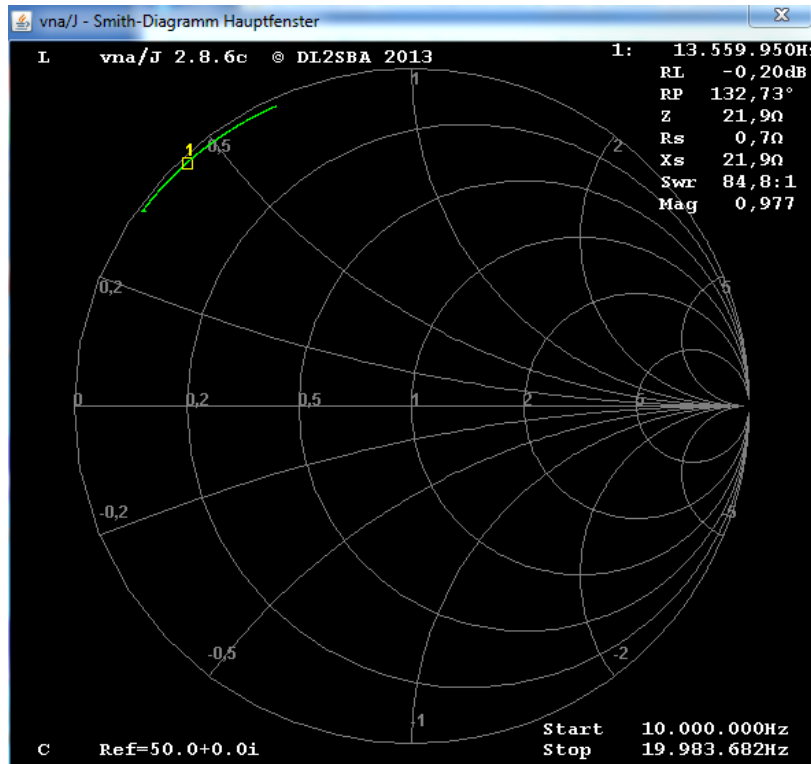 vna/J - Smith-Diagramm Hauptfenster
L vna/J 2.8.6c © DL2SBA 2013 1: 13.559.950Hz
RL -0,20dB
RP 132,73°
Z 21,9Ω
Rs 0,7Ω
Xs 21,9Ω
Swr 84,8:1
Mag 0,977
1
1
0,5
2
0,2
5
0 0,2 0,5 1 2 5
-0,2
-5
-0,5
-2
-1
Start 10.000.000Hz
C Ref=50.0+0.0i Stop 19.983.682Hz